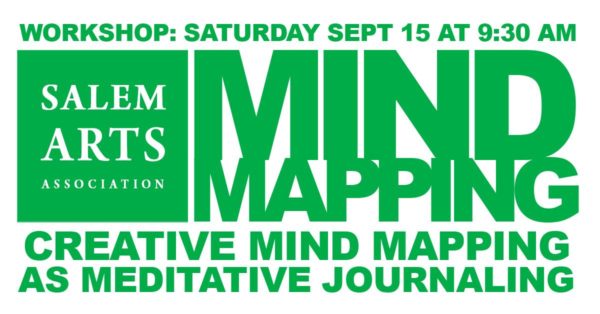 WORKSHOP: SATURDAY SEPT 15 AT 9:30 AM
SALEM
ARTS
ASSOCIATION
MIND
MAPPING
CREATIVE MIND MAPPING
AS MEDITATIVE JOURNALING